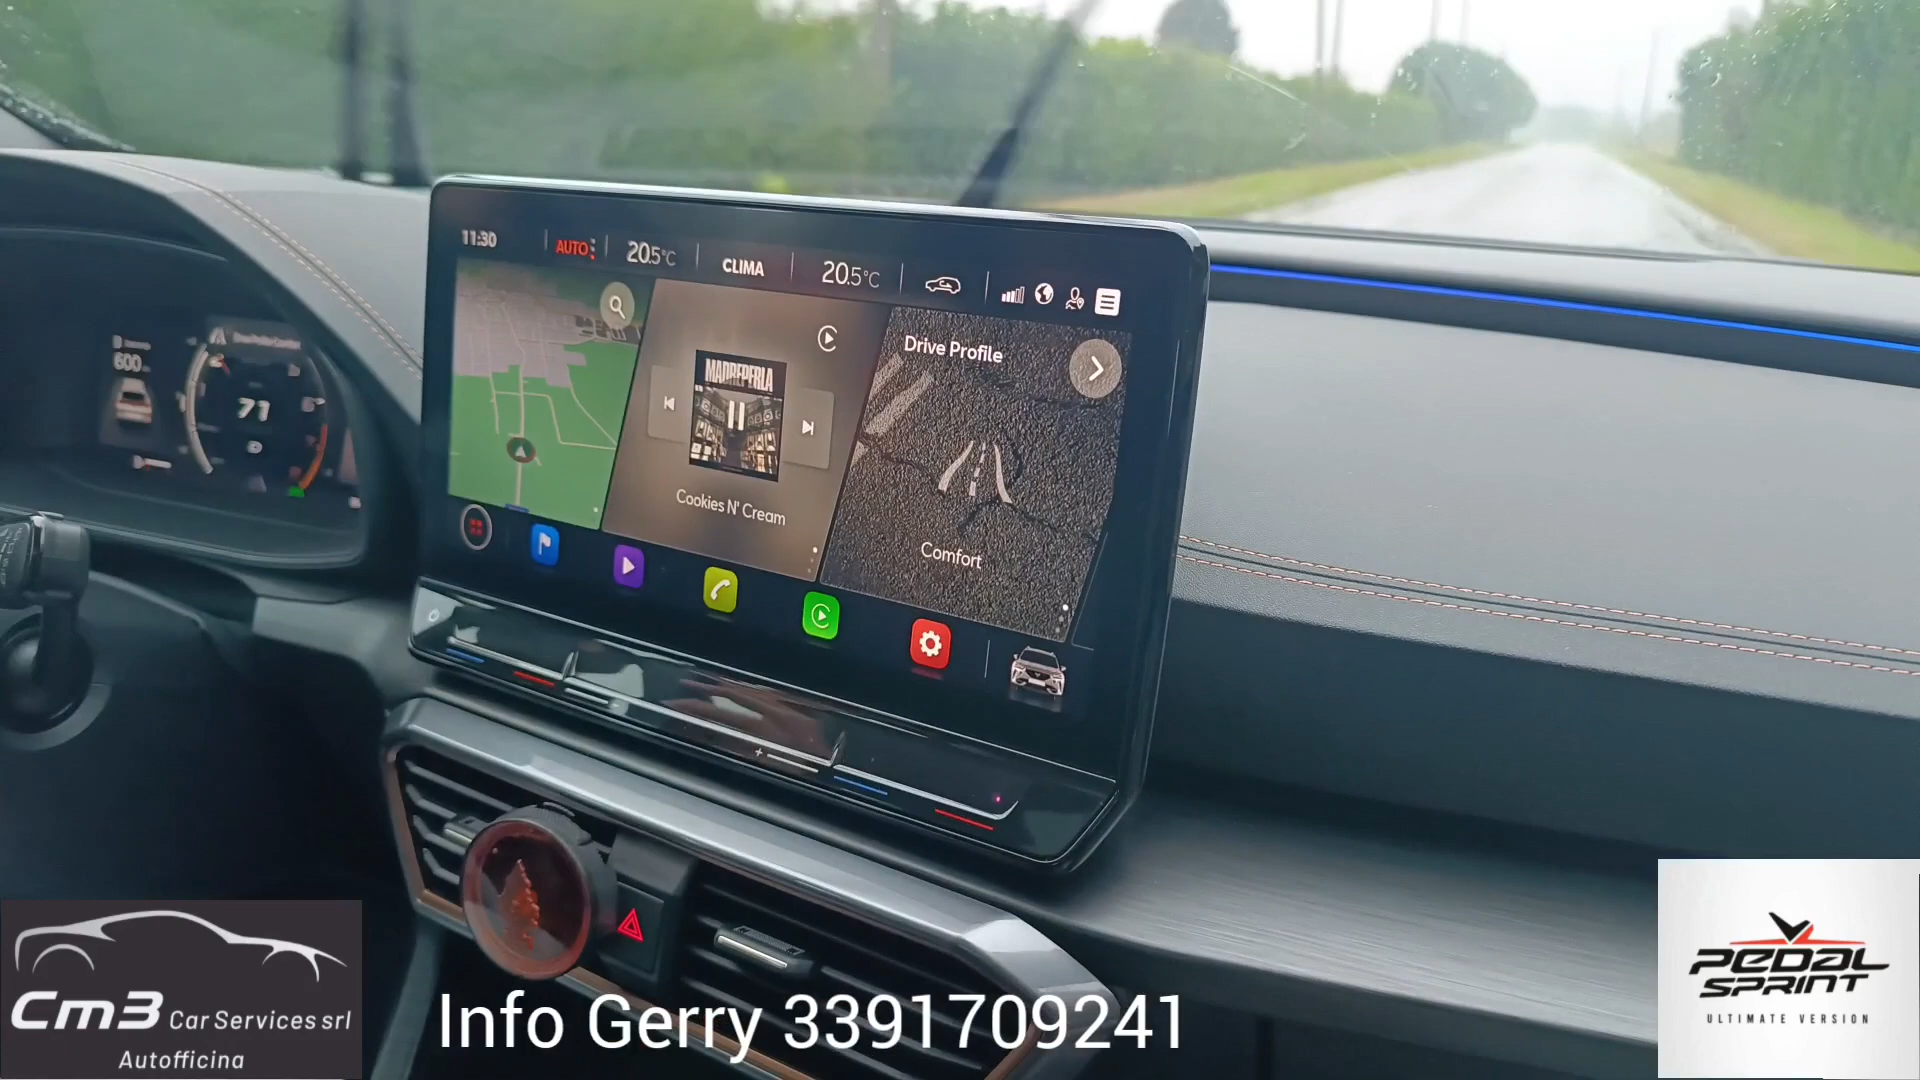 11:30
AUTO
20.5°C
CLIMA
20.5°C
Drive Profile
MADREPERLA
Cookies N' Cream
Comfort
600
71
D
Cm3 Car Services srl
Autofficina
Info Gerry 3391709241
PEDAL
SPRINT
ULTIMATE VERSION